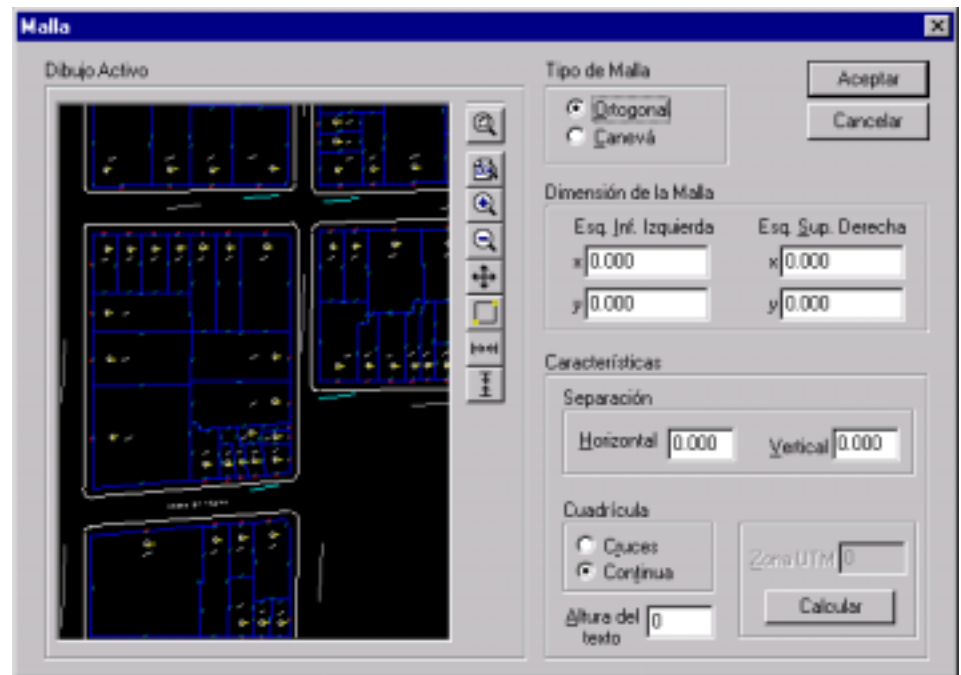 Malla
Dibujo Activo
Tipo de Malla
Ortogonal
Canevá
Aceptar
Cancelar
Dimensión de la Malla
Esq. Inf. Izquierda
Esq. Sup. Derecha
x 0.000
x 0.000
y 0.000
y 0.000
Características
Separación
Horizontal 0.000
Vertical 0.000
Cuadrícula
Cruces
Continua
Zona UTM 0
Altura del texto 0
Calcular